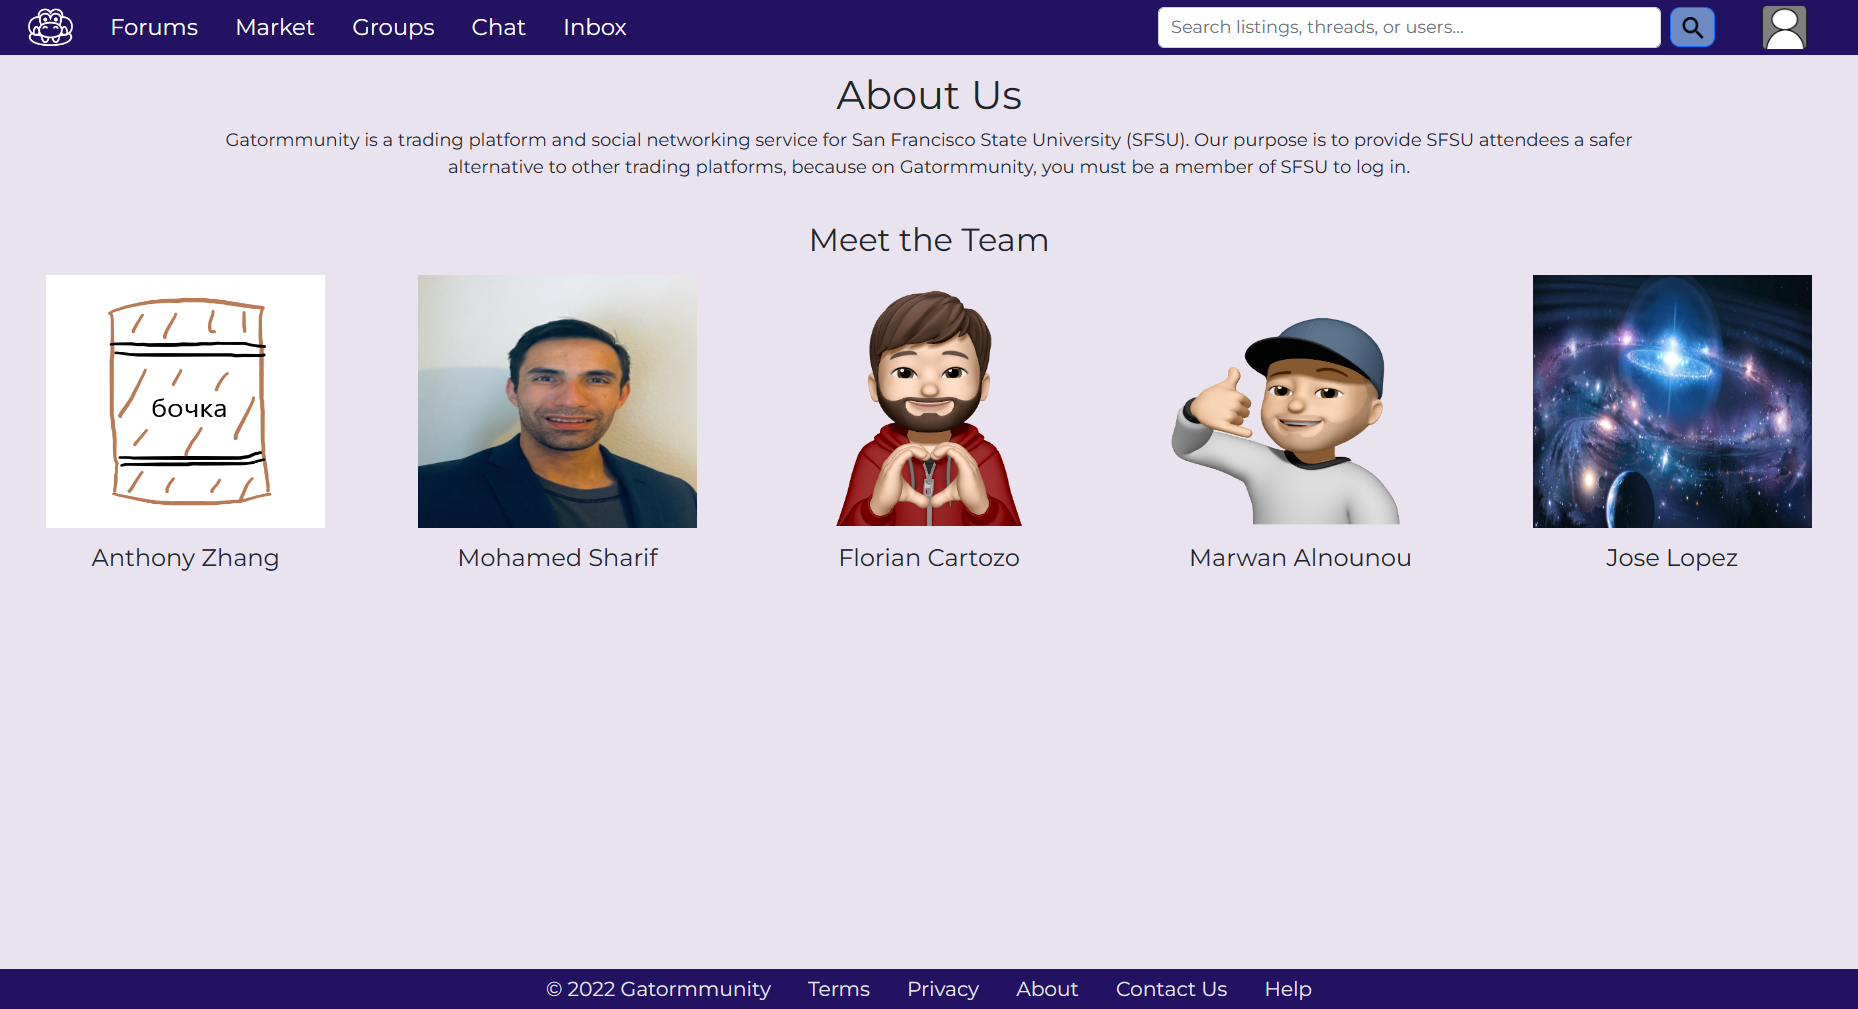 Forums Market Groups Chat Inbox Search listings, threads, or users...
About Us
Gatormmunity is a trading platform and social networking service for San Francisco State University (SFSU). Our purpose is to provide SFSU attendees a safer
alternative to other trading platforms, because on Gatormmunity, you must be a member of SFSU to log in.
Meet the Team
бочка
Anthony Zhang Mohamed Sharif Florian Cartozo Marwan Alnounou Jose Lopez
© 2022 Gatormmunity Terms Privacy About Contact Us Help